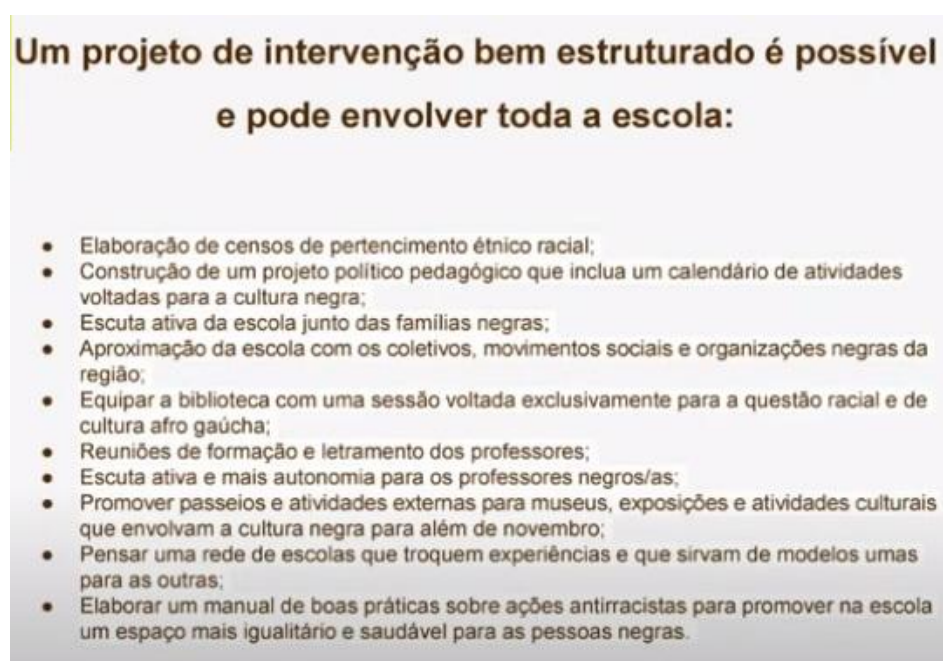 Um projeto de intervenção bem estruturado é possível
e pode envolver toda a escola:
● Elaboração de censos de pertencimento étnico racial;
● Construção de um projeto político pedagógico que inclua um calendário de atividades
voltadas para a cultura negra;
● Escuta ativa da escola junto das famílias negras;
● Aproximação da escola com os coletivos, movimentos sociais e organizações negras da
região;
● Equipar a biblioteca com uma sessão voltada exclusivamente para a questão racial e de
cultura afro gaúcha;
● Reuniões de formação e letramento dos professores;
● Escuta ativa e mais autonomia para os professores negros/as;
● Promover passeios e atividades externas para museus, exposições e atividades culturais
que envolvam a cultura negra para além de novembro;
● Pensar uma rede de escolas que troquem experiências e que sirvam de modelos umas
para as outras;
● Elaborar um manual de boas práticas sobre ações antirracistas para promover na escola
um espaço mais igualitário e saudável para as pessoas negras.